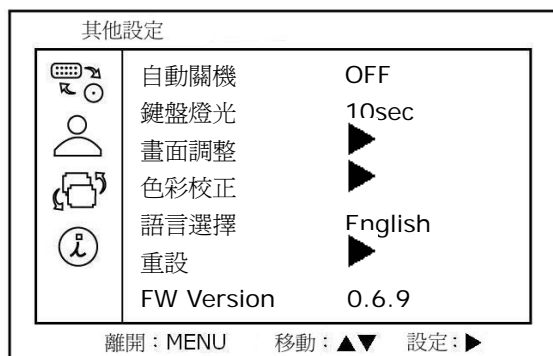 其他設定
自動關機 OFF
鍵盤燈光 10sec
畫面調整 ▶
色彩校正 ▶
語言選擇 English
重設 ▶
FW Version 0.6.9
離開：MENU 移動：▲▼ 設定：▶